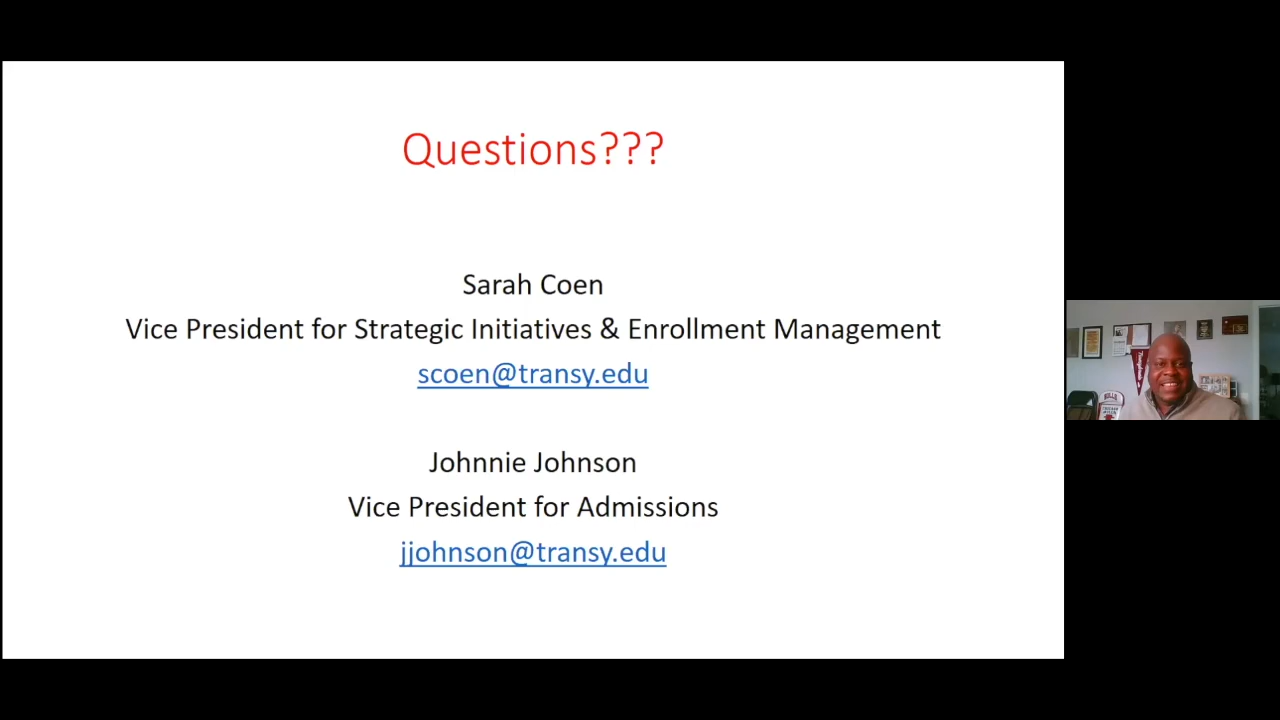 Questions???
Sarah Coen
Vice President for Strategic Initiatives & Enrollment Management
scoen@transy.edu
Johnnie Johnson
Vice President for Admissions
jjohnson@transy.edu